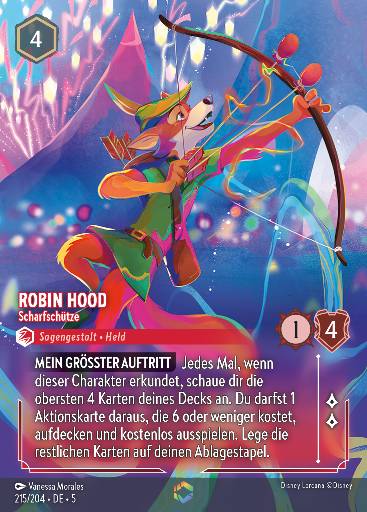 4
ROBIN HOOD
Scharfschütze
Sagengestalt • Held
1
4
MEIN GRÖSSTER AUFTRITT Jedes Mal, wenn
dieser Charakter erkundet, schaue dir die
obersten 4 Karten deines Decks an. Du darfst 1
Aktionskarte daraus, die 6 oder weniger kostet,
aufdecken und kostenlos ausspielen. Lege die
restlichen Karten auf deinen Ablagestapel.
Vanessa Morales
Disney Lorcana ©Disney
215/204 • DE • 5